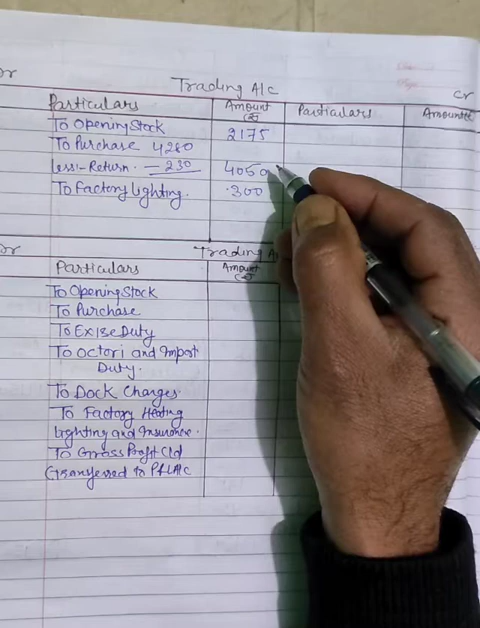 Dr Trading A/c Cr
Particulars Amount (₹) Particulars Amount
To Opening Stock 2175
To Purchase 4280
Less:- Return. - 230 4050
To Factory Lighting. 300
Dr Trading A
Particulars Amount (₹)
To Opening Stock
To Purchase
To Exise Duty
To Octori and Import
Duty.
To Dock Charges.
To Factory Heating
Lighting and Insurance.
To Gross Profit C/d
(transferred to P&L A/c